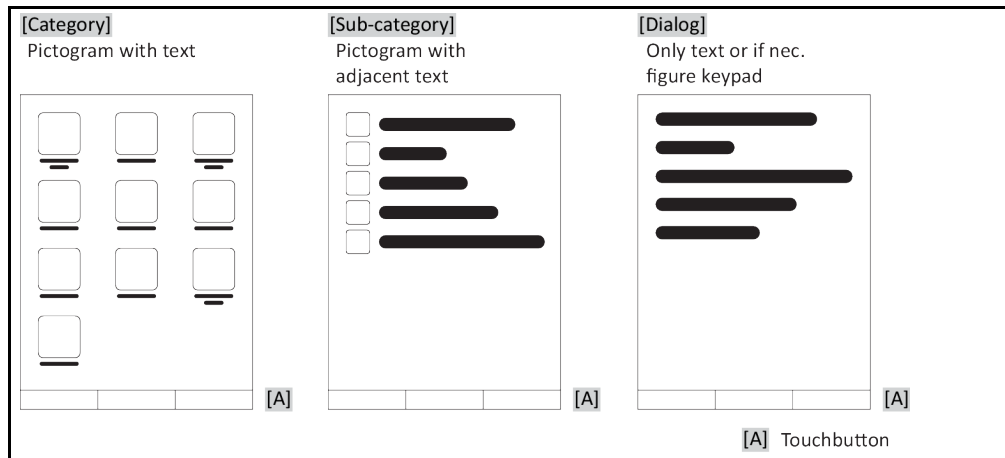 [Category]
Pictogram with text
[Sub-category]
Pictogram with
adjacent text
[Dialog]
Only text or if nec.
figure keypad
[A]
[A]
[A]
[A] Touchbutton